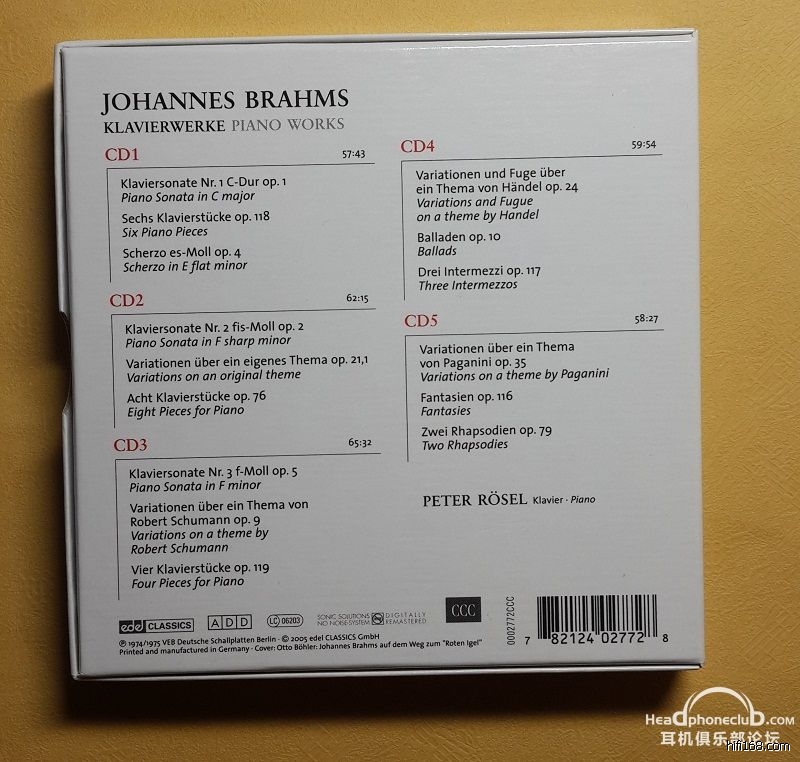 JOHANNES BRAHMS
KLAVIERWERKE PIANO WORKS
CD1 57:43
Klaviersonate Nr. 1 C-Dur op. 1
Piano Sonata in C major
Sechs Klavierstücke op. 118
Six Piano Pieces
Scherzo es-Moll op. 4
Scherzo in E flat minor
CD2 62:15
Klaviersonate Nr. 2 fis-Moll op. 2
Piano Sonata in F sharp minor
Variationen über ein eigenes Thema op. 21,1
Variations on an original theme
Acht Klavierstücke op. 76
Eight Pieces for Piano
CD3 65:32
Klaviersonate Nr. 3 f-Moll op. 5
Piano Sonata in F minor
Variationen über ein Thema von
Robert Schumann op. 9
Variations on a theme by
Robert Schumann
Vier Klavierstücke op. 119
Four Pieces for Piano
CD4 59:54
Variationen und Fuge über
ein Thema von Händel op. 24
Variations and Fugue
on a theme by Handel
Balladen op. 10
Ballads
Drei Intermezzi op. 117
Three Intermezzos
CD5 58:27
Variationen über ein Thema
von Paganini op. 35
Variations on a theme by Paganini
Fantasien op. 116
Fantasies
Zwei Rhapsodien op. 79
Two Rhapsodies
PETER RÖSEL Klavier · Piano
edel CLASSICS
ADD
LC 06203
SONIC SOLUTIONS
NO NOISE-SYSTEM
DIGITALLY
REMASTERED
CCC
0002772CCC
7 82124 02772 8
℗ 1974/1975 VEB Deutsche Schallplatten Berlin · © 2005 edel CLASSICS GmbH
Printed and manufactured in Germany · Cover: Otto Böhler: Johannes Brahms auf dem Weg zum "Roten Igel"
HeadphoneClub.com
耳机俱乐部论坛
hifi168.com